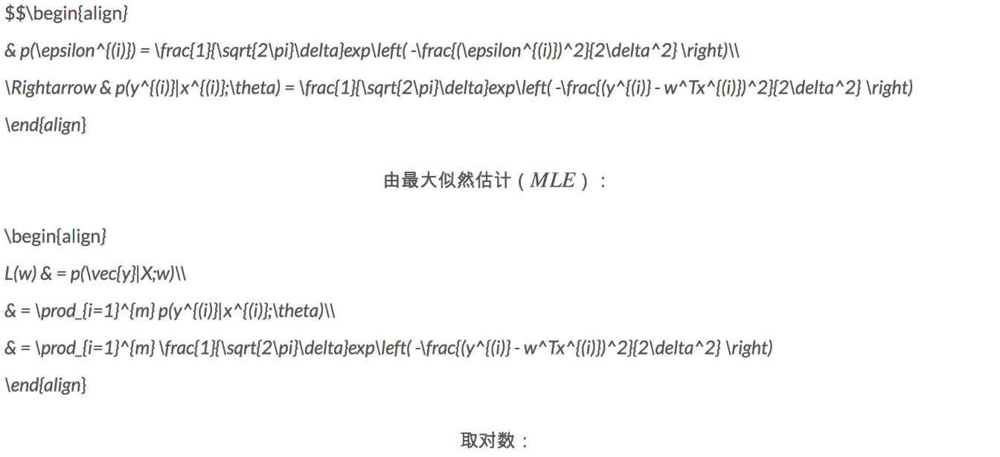 $$\begin{align}
& p(\epsilon^{(i)}) = \frac{1}{\sqrt{2\pi}\delta}exp\left( -\frac{(\epsilon^{(i)})^2}{2\delta^2} \right)\\
\Rightarrow & p(y^{(i)}|x^{(i)};\theta) = \frac{1}{\sqrt{2\pi}\delta}exp\left( -\frac{(y^{(i)} - w^Tx^{(i)})^2}{2\delta^2} \right)
\end{align}
由最大似然估计（MLE）：
\begin{align}
L(w) & = p(\vec{y}|X;w)\\
& = \prod_{i=1}^{m} p(y^{(i)}|x^{(i)};\theta)\\
& = \prod_{i=1}^{m} \frac{1}{\sqrt{2\pi}\delta}exp\left( -\frac{(y^{(i)} - w^Tx^{(i)})^2}{2\delta^2} \right)
\end{align}
取对数：